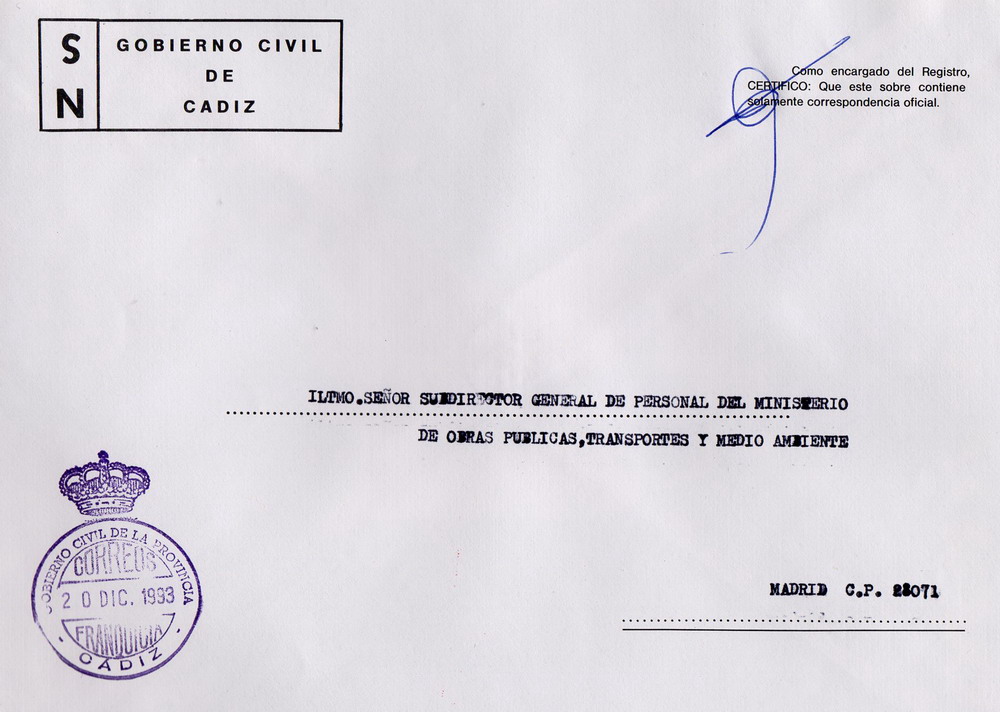 S
N
GOBIERNO CIVIL
DE
CADIZ
Como encargado del Registro,
CERTIFICO: Que este sobre contiene
solamente correspondencia oficial.
ILTMO.SEÑOR SUBDIRECTOR GENERAL DE PERSONAL DEL MINISTERIO
DE OBRAS PUBLICAS,TRANSPORTES Y MEDIO AMBIENTE
GOBIERNO CIVIL DE LA PROVINCIA
CORREOS
20 DIC. 1993
FRANQUICIA
- CADIZ -
MADRID C.P. 28071